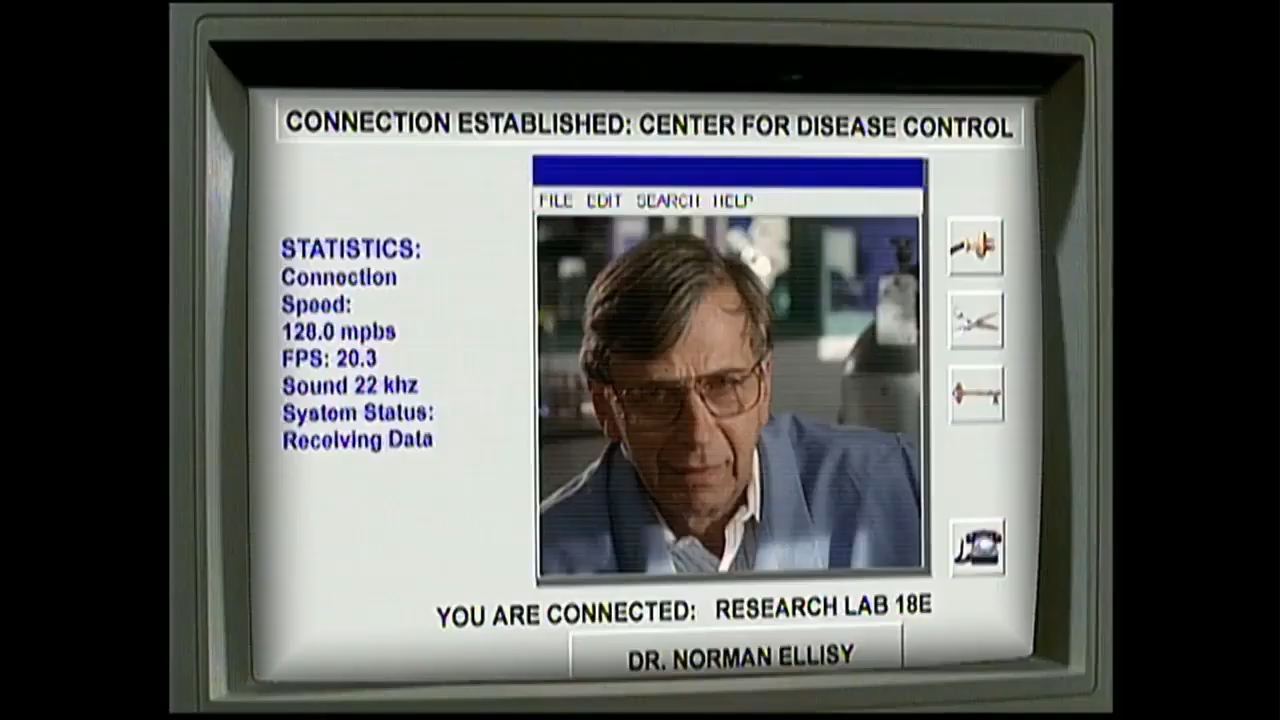 CONNECTION ESTABLISHED: CENTER FOR DISEASE CONTROL
FILE EDIT SEARCH HELP
STATISTICS:
Connection
Speed:
128.0 mpbs
FPS: 20.3
Sound 22 khz
System Status:
Receiving Data
YOU ARE CONNECTED: RESEARCH LAB 18E
DR. NORMAN ELLISY